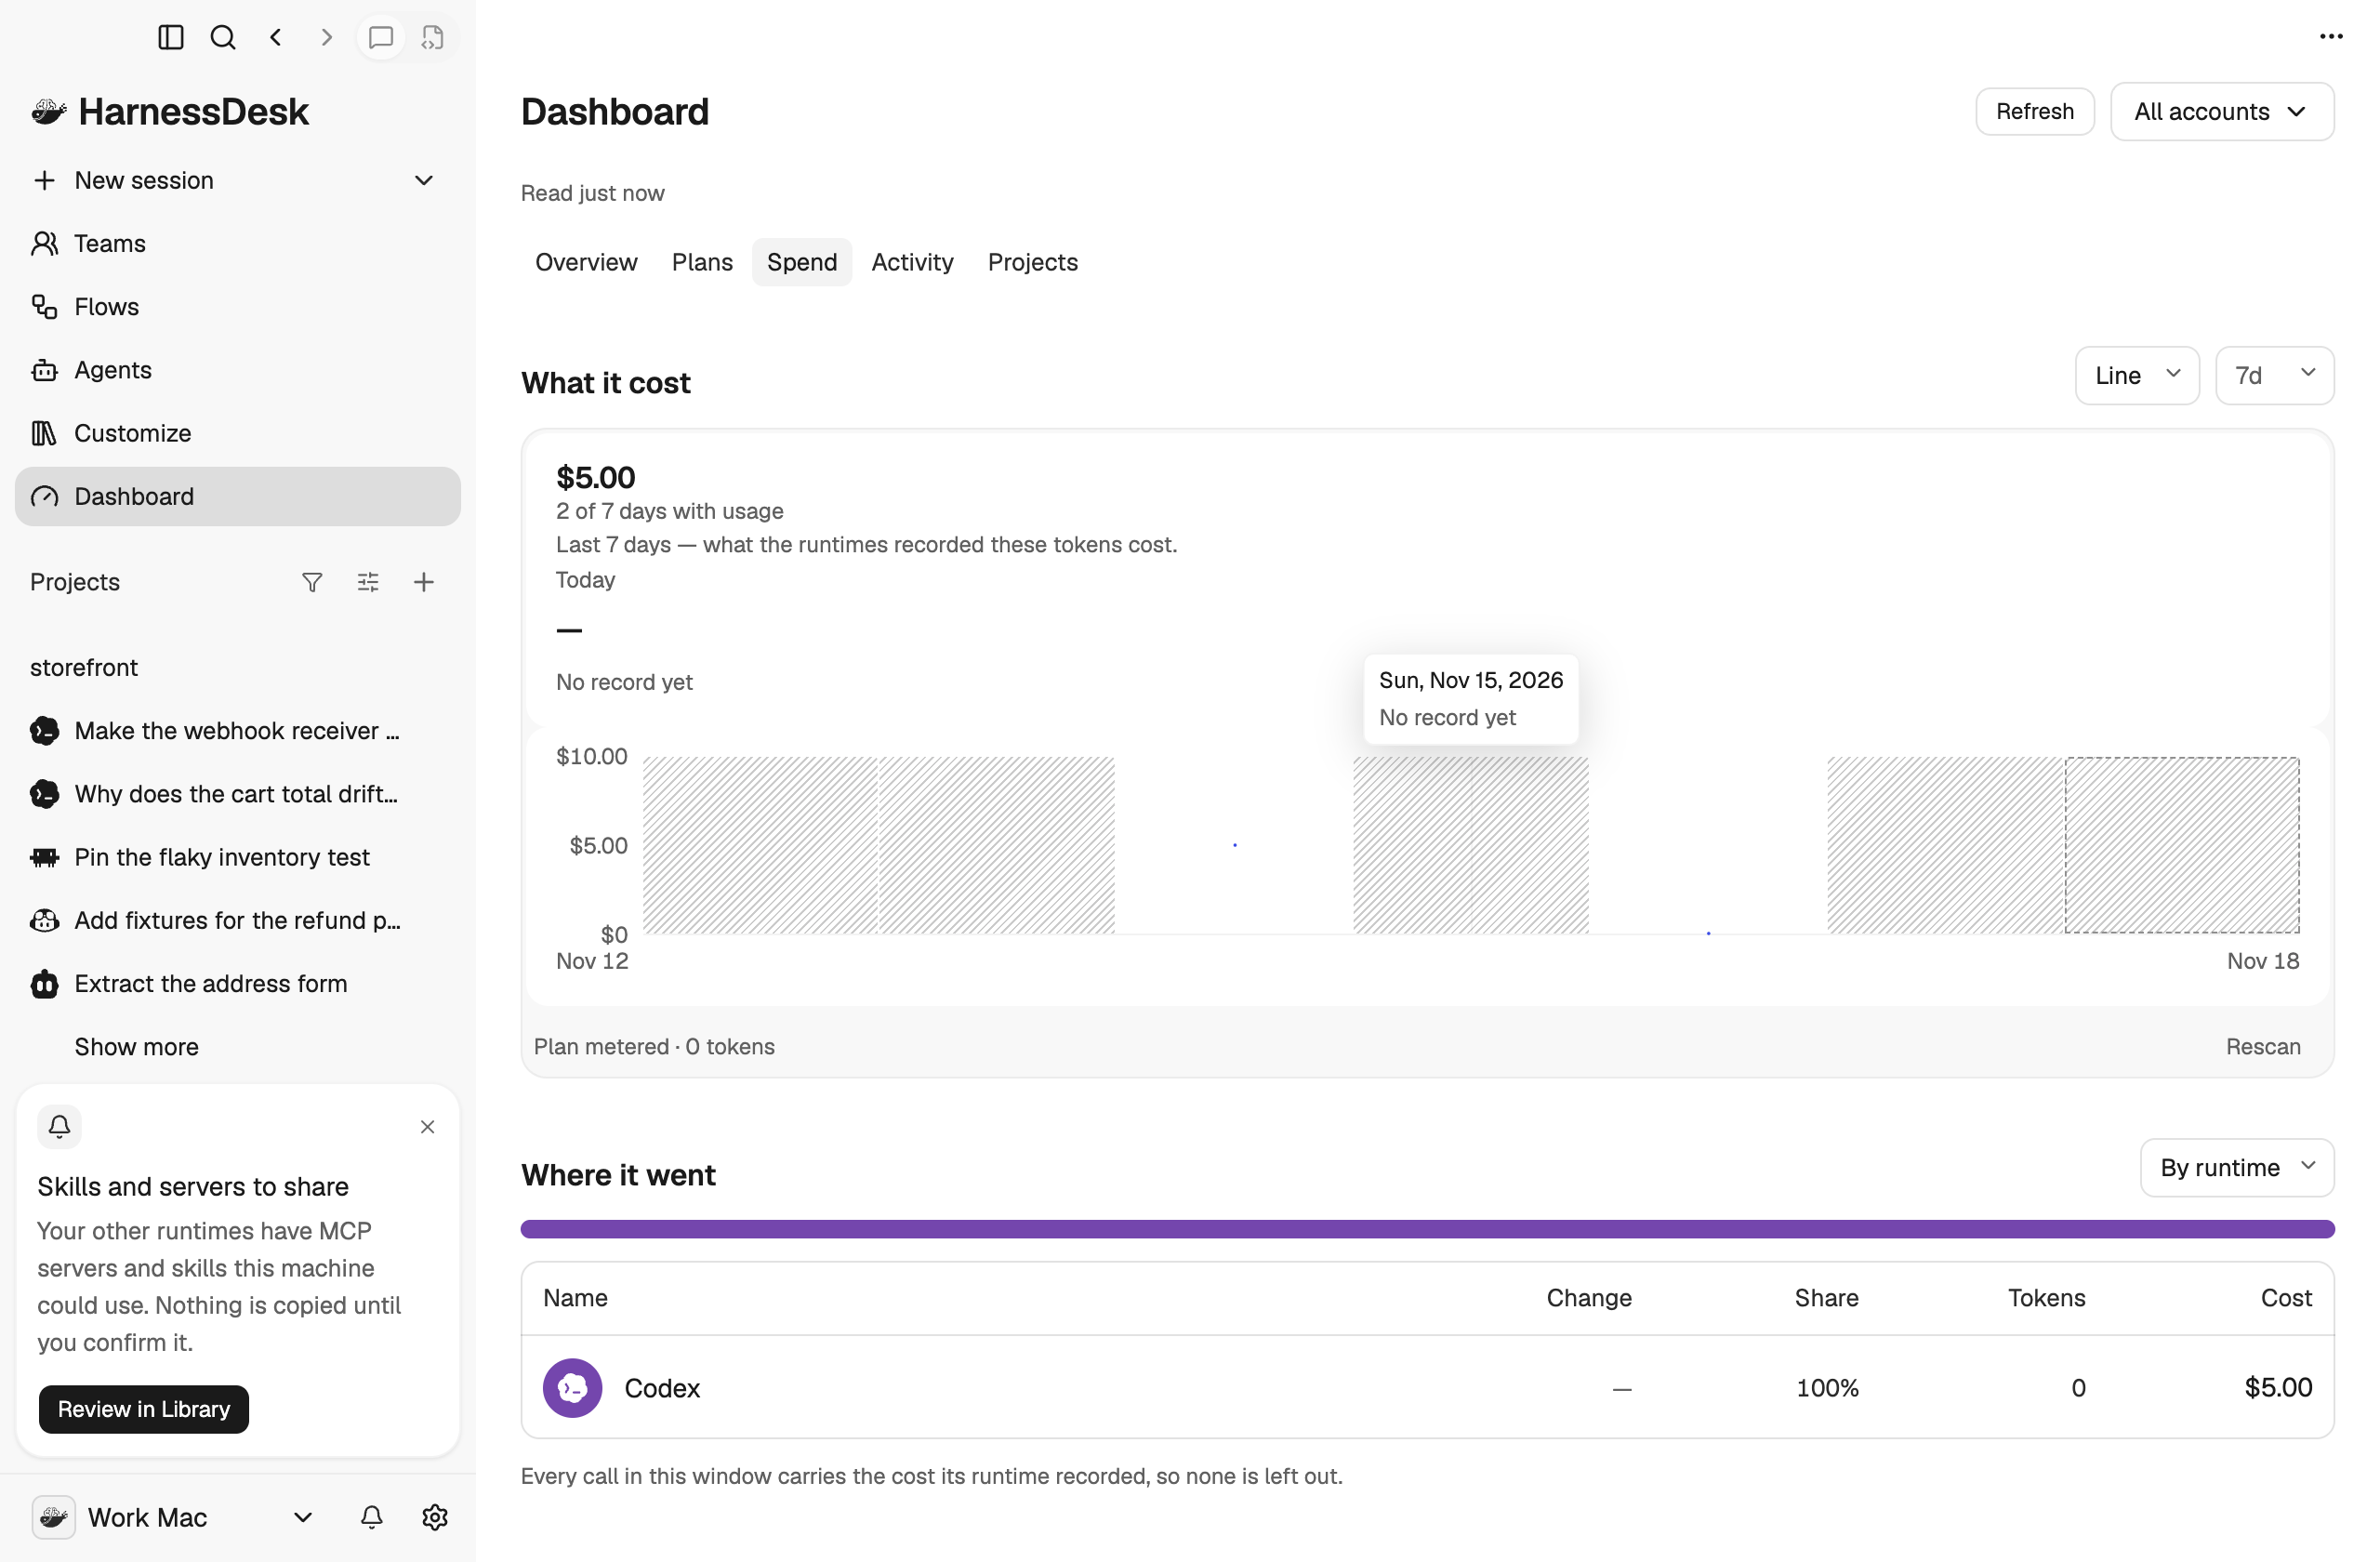 HarnessDesk
New session
Teams
Flows
Agents
Customize
Dashboard
Projects
storefront
Make the webhook receiver ...
Why does the cart total drift...
Pin the flaky inventory test
Add fixtures for the refund p...
Extract the address form
Show more
Skills and servers to share
Your other runtimes have MCP
servers and skills this machine
could use. Nothing is copied until
you confirm it.
Review in Library
Work Mac
Dashboard
Refresh
All accounts
Read just now
Overview
Plans
Spend
Activity
Projects
What it cost
Line
7d
$5.00
2 of 7 days with usage
Last 7 days — what the runtimes recorded these tokens cost.
Today
—
No record yet
Sun, Nov 15, 2026
No record yet
$10.00
$5.00
$0
Nov 12
Nov 18
Plan metered · 0 tokens
Rescan
Where it went
By runtime
Name Change Share Tokens Cost
Codex — 100% 0 $5.00
Every call in this window carries the cost its runtime recorded, so none is left out.